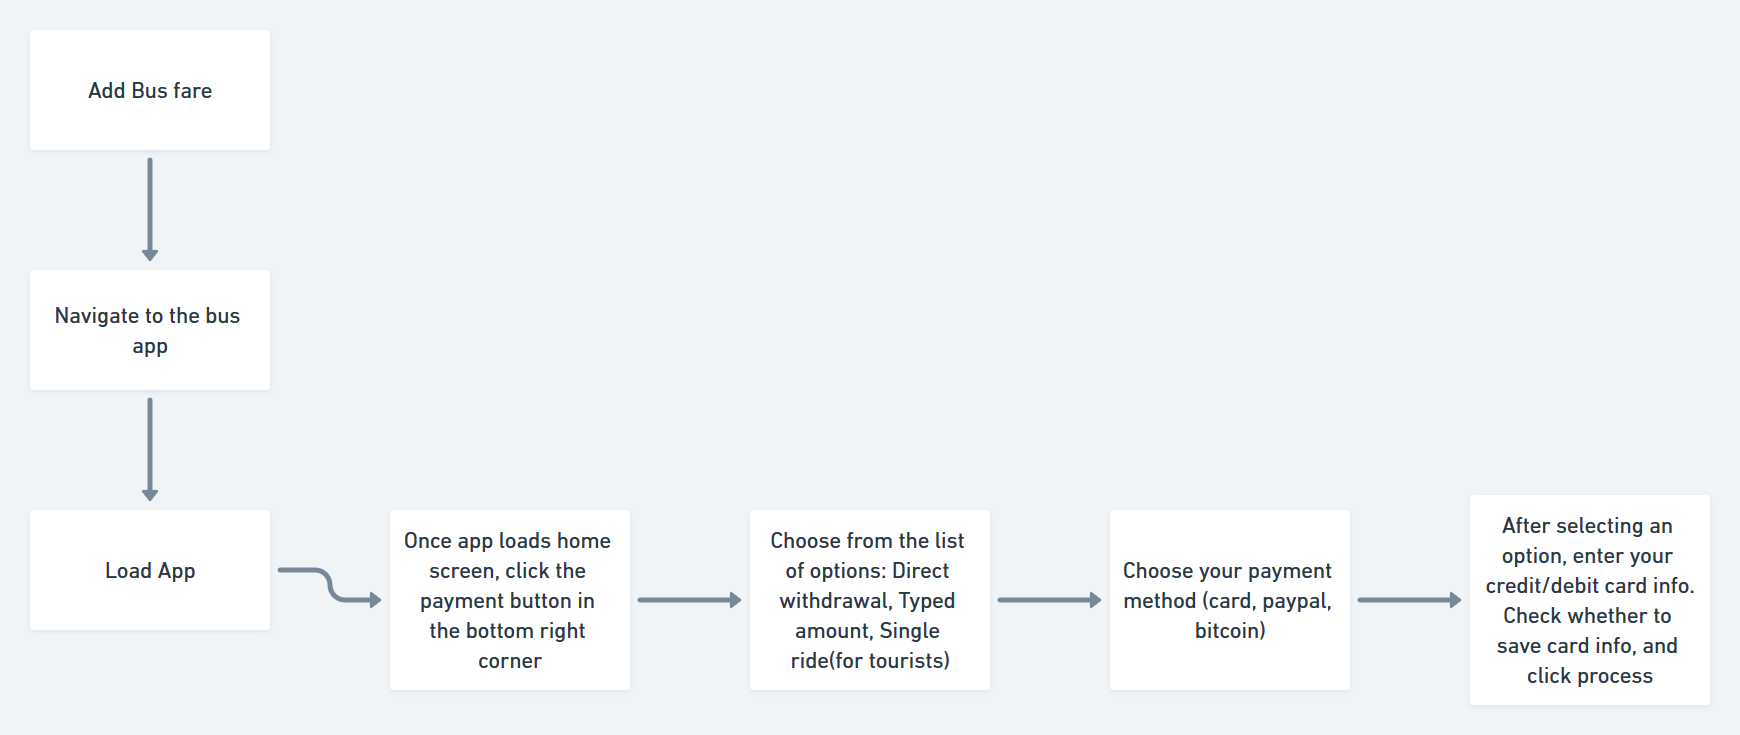 Add Bus fare
Navigate to the bus
app
Load App
Once app loads home
screen, click the
payment button in
the bottom right
corner
Choose from the list
of options: Direct
withdrawal, Typed
amount, Single
ride(for tourists)
Choose your payment
method (card, paypal,
bitcoin)
After selecting an
option, enter your
credit/debit card info.
Check whether to
save card info, and
click process